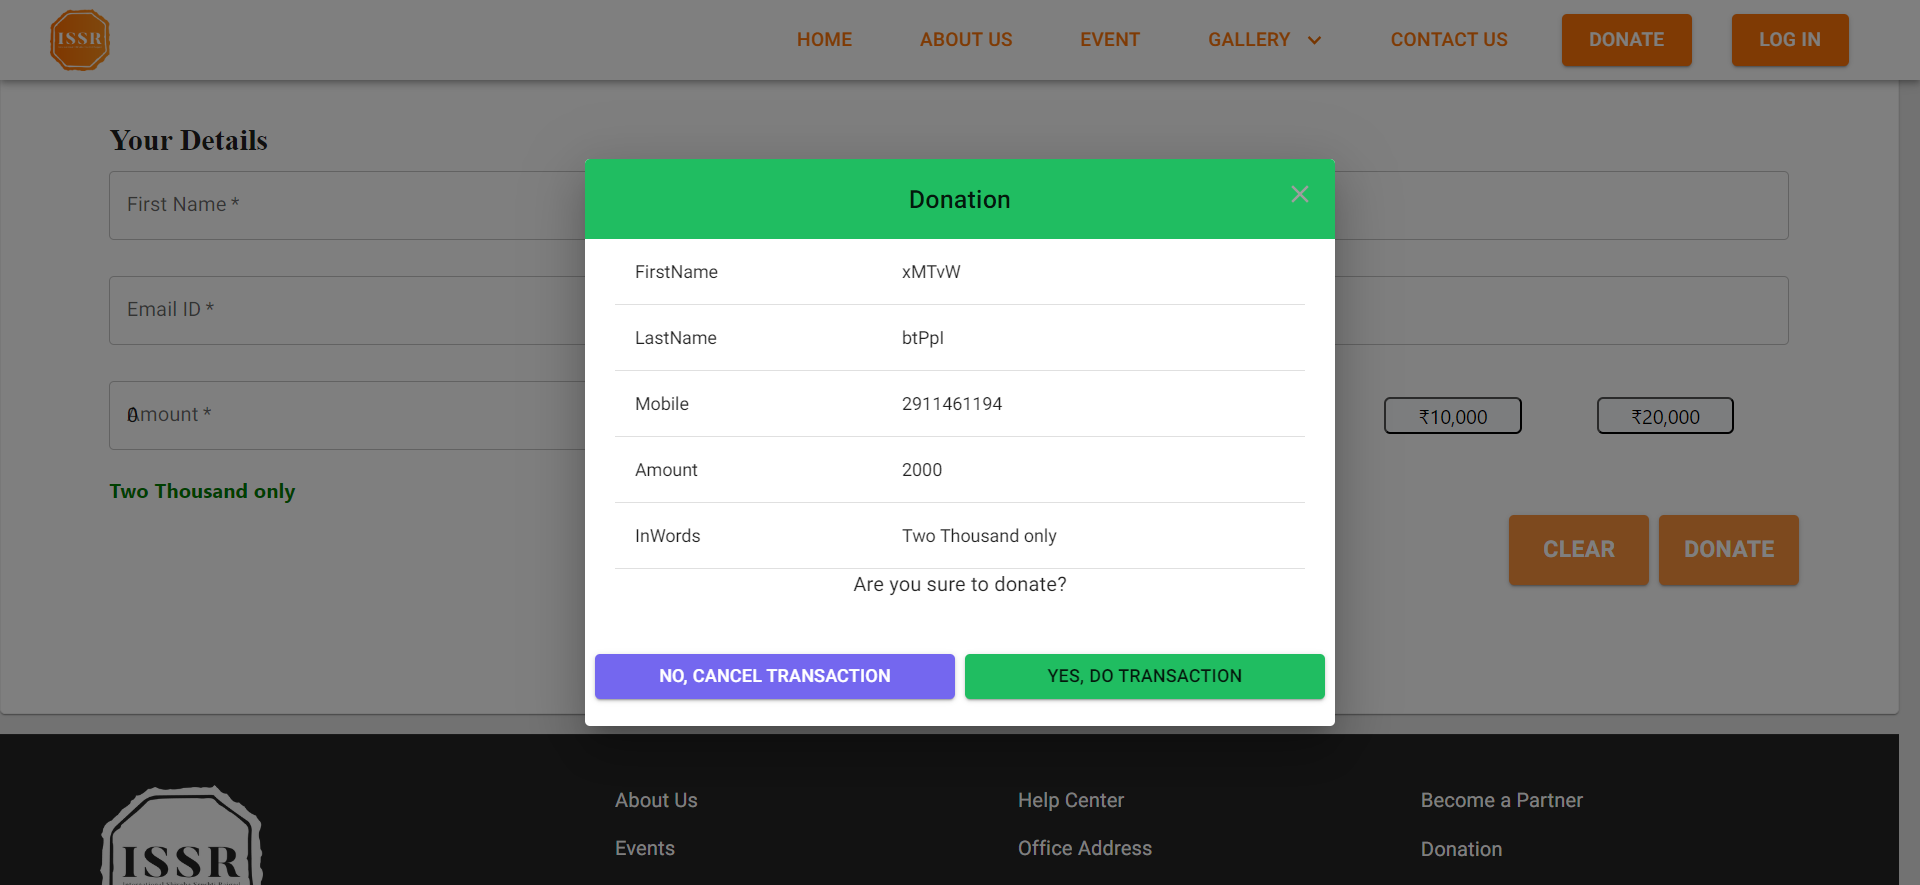 ISSR
HOME
ABOUT US
EVENT
GALLERY
CONTACT US
DONATE
LOG IN
Your Details
First Name *
Email ID *
Amount *
0
₹10,000
₹20,000
Two Thousand only
CLEAR
DONATE
Donation
FirstName xMTvW
LastName btPpI
Mobile 2911461194
Amount 2000
InWords Two Thousand only
Are you sure to donate?
NO, CANCEL TRANSACTION
YES, DO TRANSACTION
ISSR
About Us
Help Center
Become a Partner
Events
Office Address
Donation